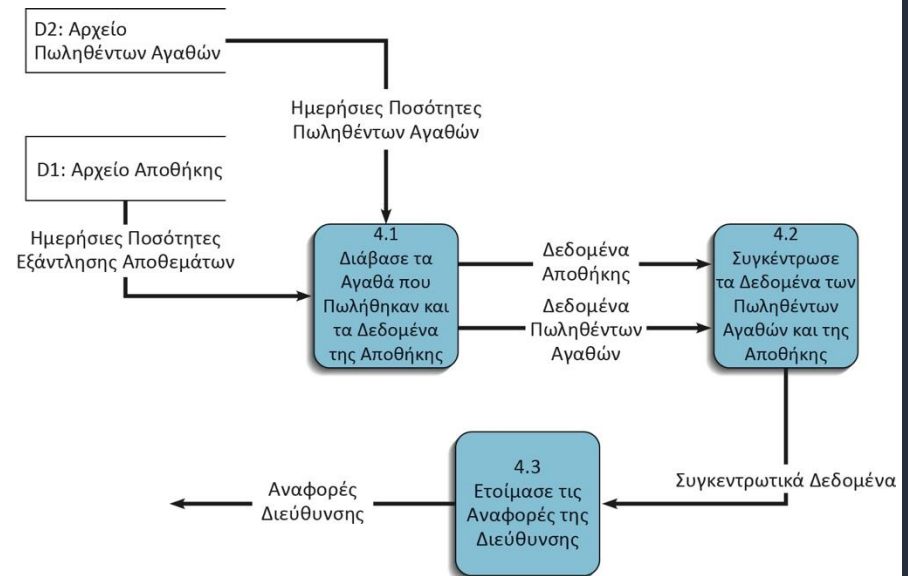 D2: Αρχείο
Πωληθέντων Αγαθών
Ημερήσιες Ποσότητες
Πωληθέντων Αγαθών
D1: Αρχείο Αποθήκης
Ημερήσιες Ποσότητες
Εξάντλησης Αποθεμάτων
4.1
Διάβασε τα
Αγαθά που
Πωλήθηκαν και
τα Δεδομένα
της Αποθήκης
Δεδομένα
Αποθήκης
Δεδομένα
Πωληθέντων
Αγαθών
4.2
Συγκέντρωσε
τα Δεδομένα των
Πωληθέντων
Αγαθών και της
Αποθήκης
Συγκεντρωτικά Δεδομένα
4.3
Ετοίμασε τις
Αναφορές της
Διεύθυνσης
Αναφορές
Διεύθυνσης